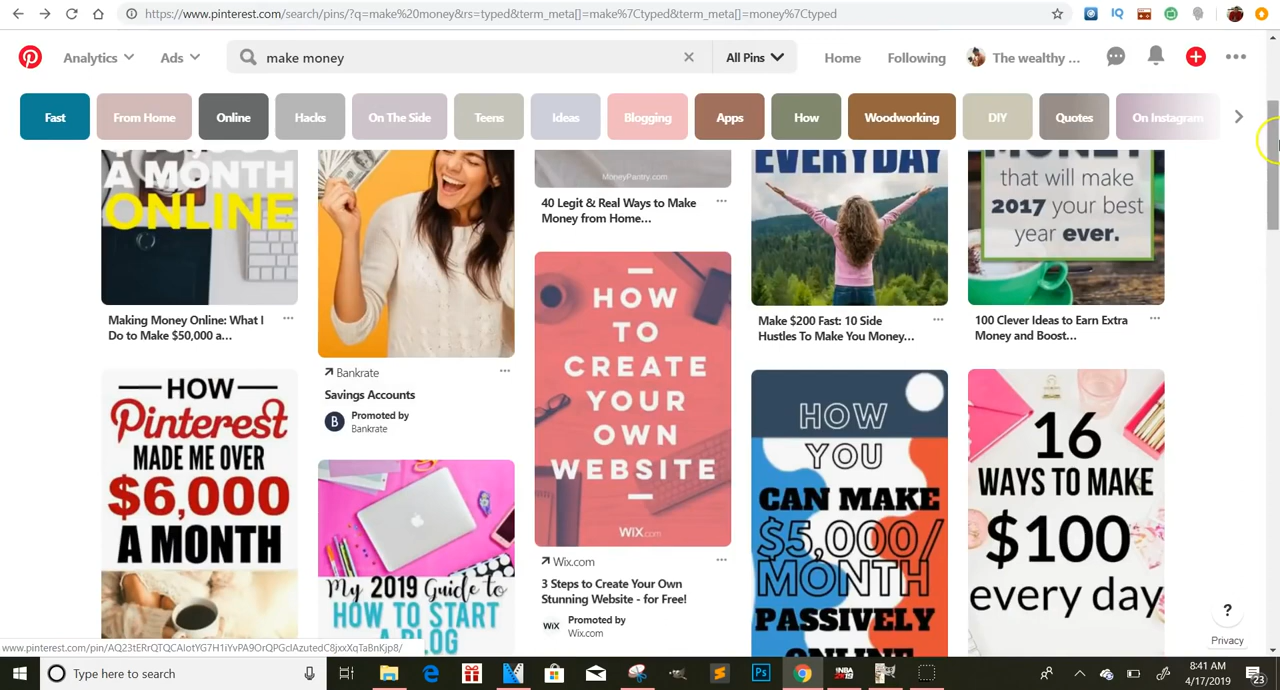 https://www.pinterest.com/search/pins/?q=make%20money&rs=typed&term_meta[]=make%7Ctyped&term_meta[]=money%7Ctyped
Analytics
Ads
make money
All Pins
Home
Following
The wealthy ...
Fast
From Home
Online
Hacks
On The Side
Teens
Ideas
Blogging
Apps
How
Woodworking
DIY
Quotes
On Instagram
A MONTH
ONLINE
Making Money Online: What I
Do to Make $50,000 a...
HOW
Pinterest
MADE ME OVER
$6,000
A MONTH
Bankrate
Savings Accounts
B
Promoted by
Bankrate
My 2019 Guide to
HOW TO START
A BLOG
MoneyPantry.com
40 Legit & Real Ways to Make
Money from Home...
HOW
TO
CREATE
YOUR
OWN
WEBSITE
WiX.com
Wix.com
3 Steps to Create Your Own
Stunning Website - for Free!
WiX
Promoted by
Wix.com
EVERYDAY
Make $200 Fast: 10 Side
Hustles To Make You Money...
HOW
YOU
CAN MAKE
$5,000/
MONTH
PASSIVELY
ONLINE
MONEY
that will make
2017 your best
year ever.
100 Clever Ideas to Earn Extra
Money and Boost...
16
WAYS TO MAKE
$100
every day
?
Privacy
Type here to search
8:41 AM
4/17/2019
23